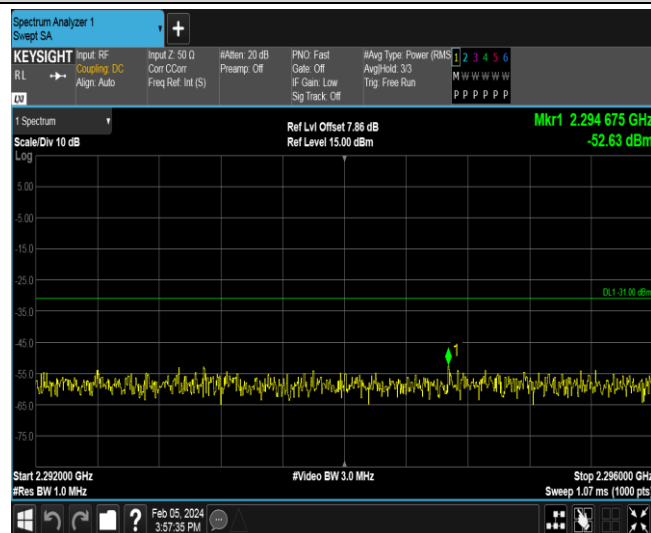 Spectrum Analyzer 1
Swept SA
+
KEYSIGHT
RL
LXI
Input: RF
Coupling: DC
Align: Auto
Input Z: 50 Ω
Corr CCorr
Freq Ref: Int (S)
#Atten: 20 dB
Preamp: Off
PNO: Fast
Gate: Off
IF Gain: Low
Sig Track: Off
#Avg Type: Power (RMS
Avg|Hold: 3/3
Trig: Free Run
1 2 3 4 5 6
M W W W W W
P P P P P P
1 Spectrum
Scale/Div 10 dB
Log
Ref Lvl Offset 7.86 dB
Ref Level 15.00 dBm
Mkr1 2.294 675 GHz
-52.63 dBm
5.00
-5.00
-15.0
-25.0
DL1 -31.00 dBm
-35.0
-45.0
1
-55.0
-65.0
-75.0
Start 2.292000 GHz
#Video BW 3.0 MHz
Stop 2.296000 GHz
#Res BW 1.0 MHz
Sweep 1.07 ms (1000 pts)
?
Feb 05, 2024
3:57:35 PM